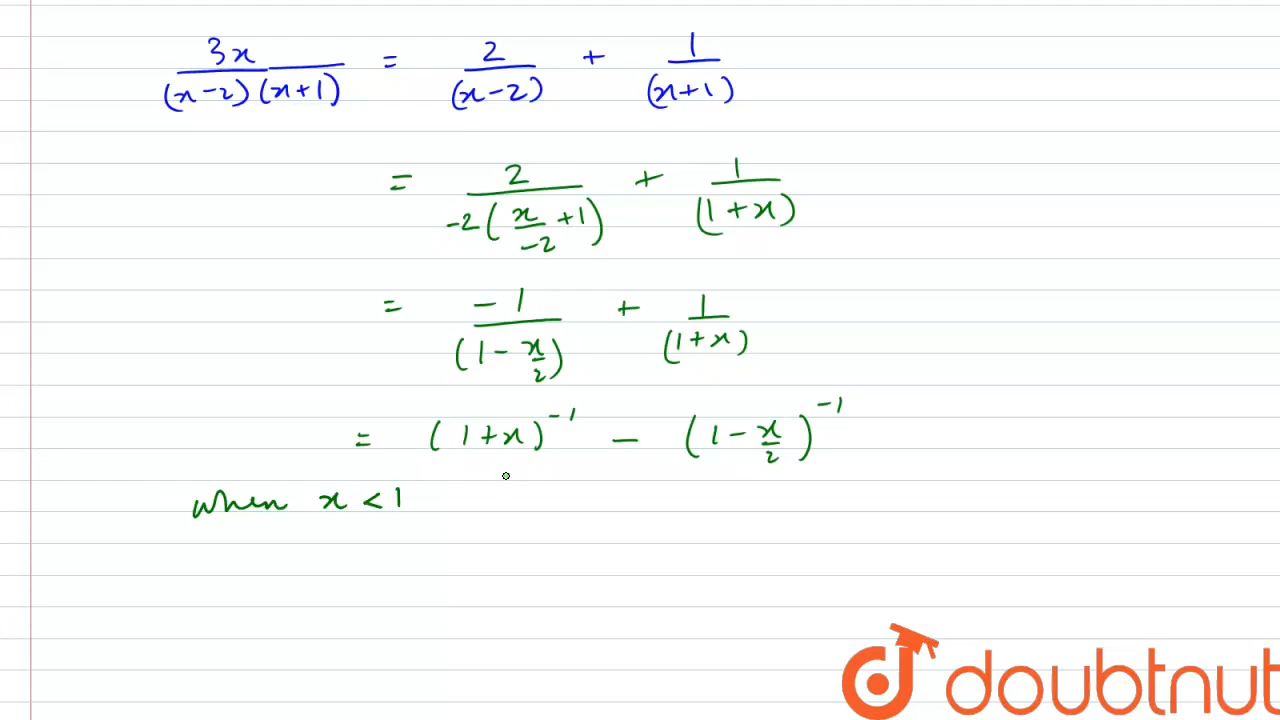 3x/((x-2)(x+1)) = 2/(x-2) + 1/(x+1)
= 2/(-2(x/-2 +1)) + 1/(1+x)
= -1/(1-x/2) + 1/(1+x)
= (1+x)^-1 - (1-x/2)^-1
when x < 1
doubtnut